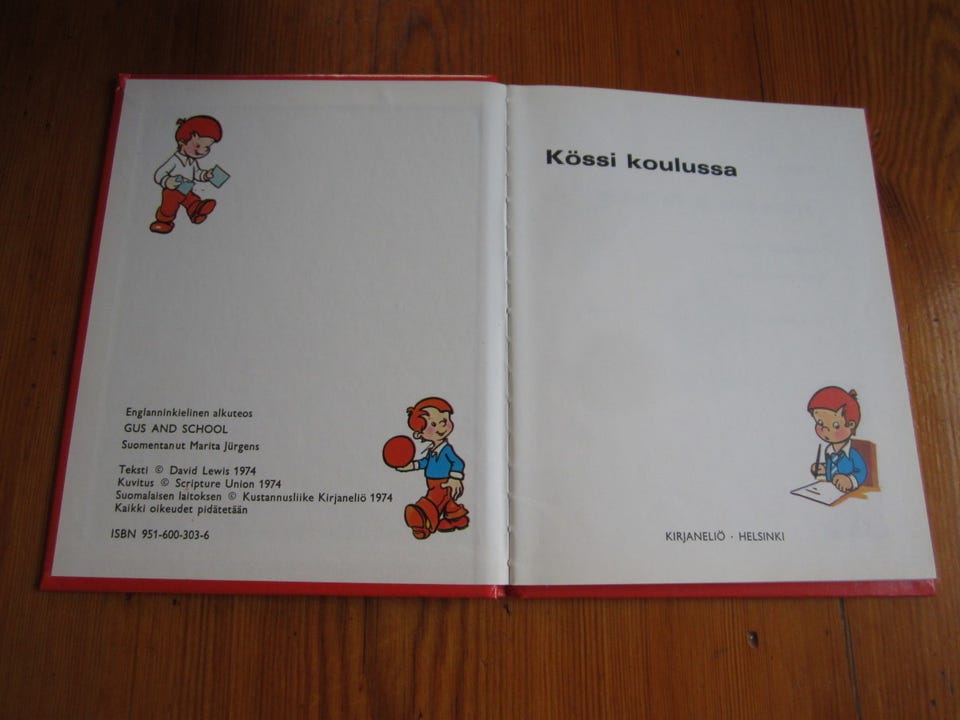 Englanninkielinen alkuteos
GUS AND SCHOOL
Suomentanut Marita Jürgens
Teksti © David Lewis 1974
Kuvitus © Scripture Union 1974
Suomalaisen laitoksen © Kustannusliike Kirjaneliö 1974
Kaikki oikeudet pidätetään
ISBN 951-600-303-6
Kössi koulussa
KIRJANELIÖ · HELSINKI